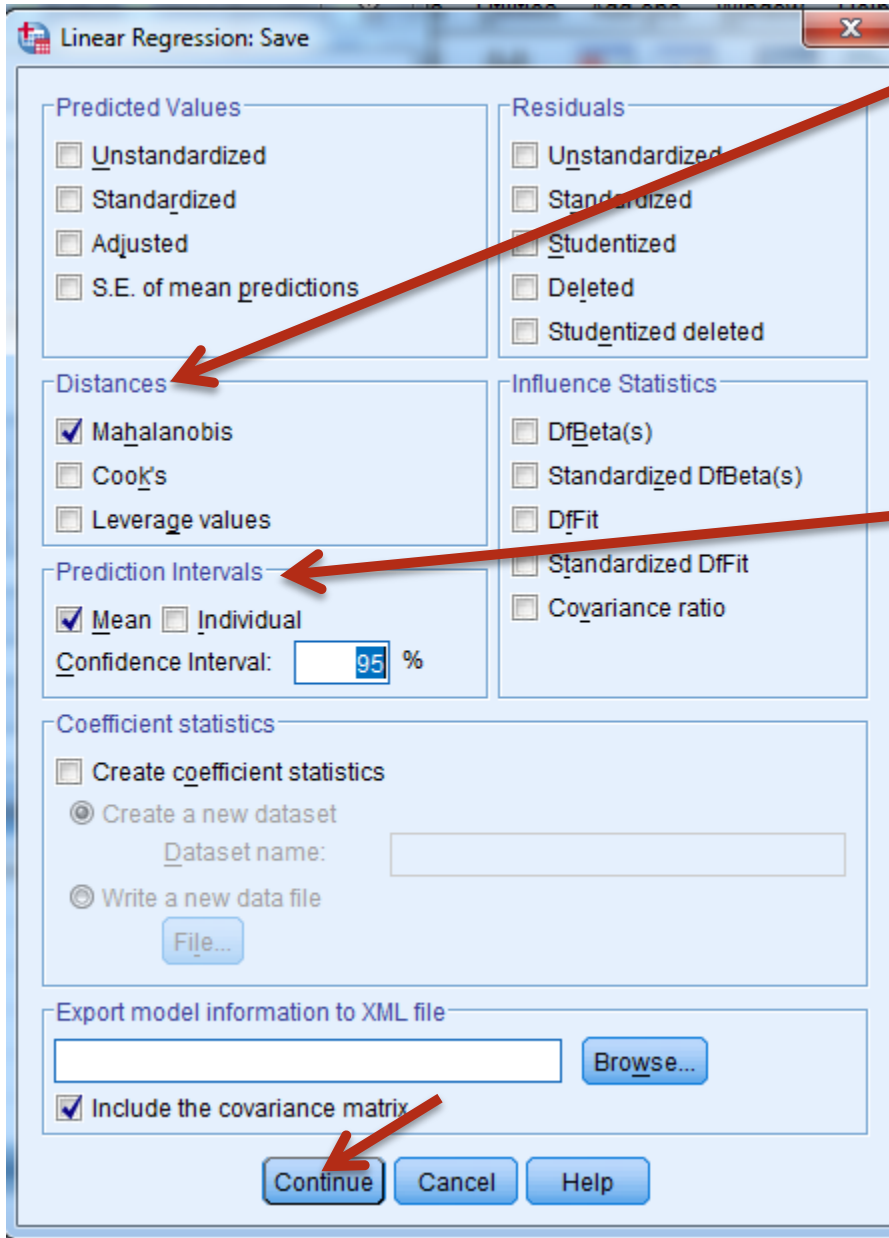 Linear Regression: Save
Predicted Values
Unstandardized
Standardized
Adjusted
S.E. of mean predictions
Residuals
Unstandardized
Standardized
Studentized
Deleted
Studentized deleted
Distances
Mahalanobis
Cook's
Leverage values
Influence Statistics
DfBeta(s)
Standardized DfBeta(s)
DfFit
Standardized DfFit
Covariance ratio
Prediction Intervals
Mean Individual
Confidence Interval: 95 %
Coefficient statistics
Create coefficient statistics
Create a new dataset
Dataset name:
Write a new data file
File...
Export model information to XML file
Browse...
Include the covariance matrix
Continue Cancel Help